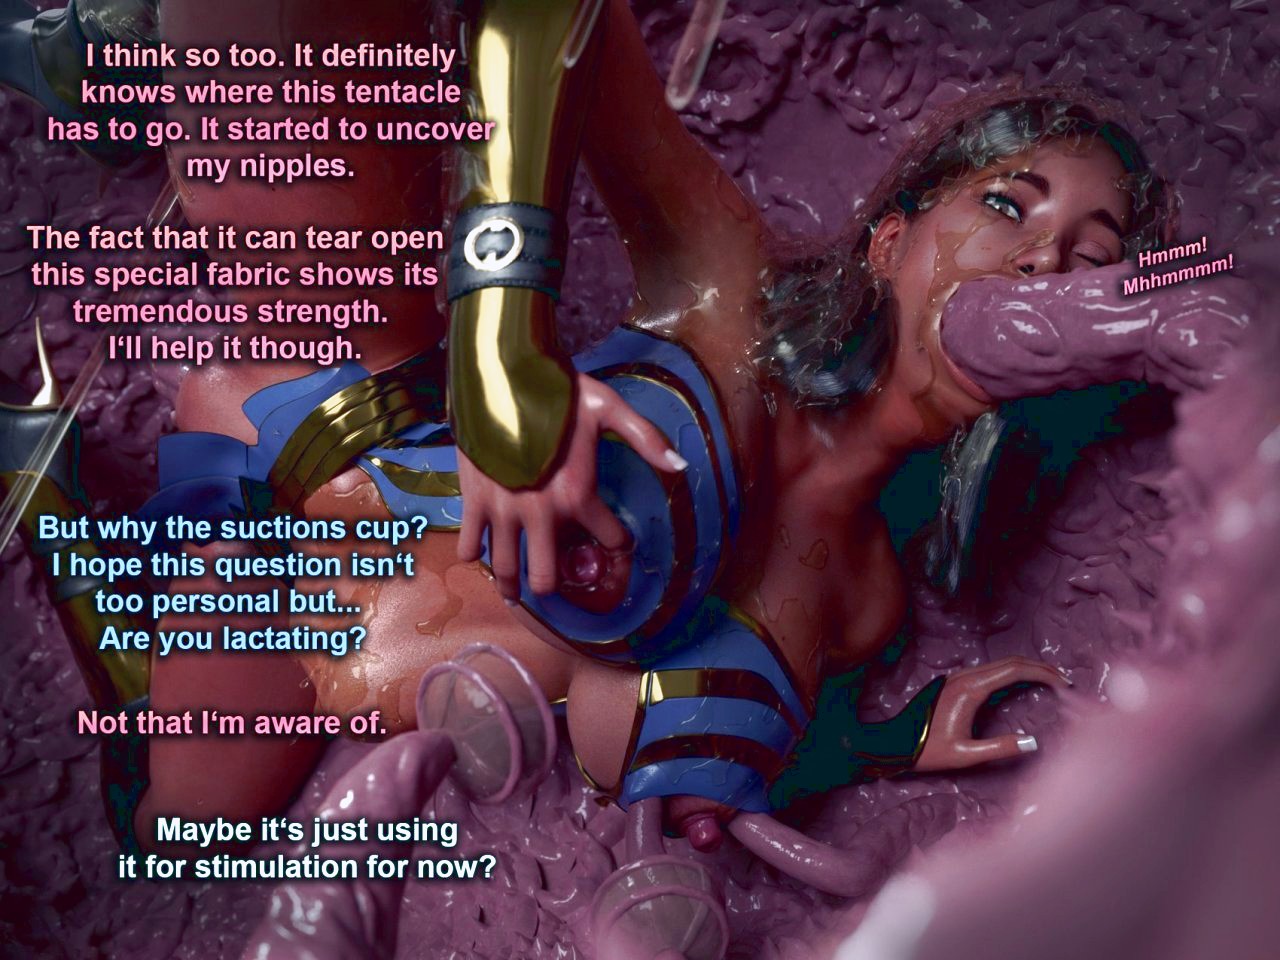 I think so too. It definitely
knows where this tentacle
has to go. It started to uncover
my nipples.
The fact that it can tear open
this special fabric shows its
tremendous strength.
I‘ll help it though.
Hmmm!
Mhhmmmm!
But why the suctions cup?
I hope this question isn‘t
too personal but...
Are you lactating?
Not that I‘m aware of.
Maybe it‘s just using
it for stimulation for now?